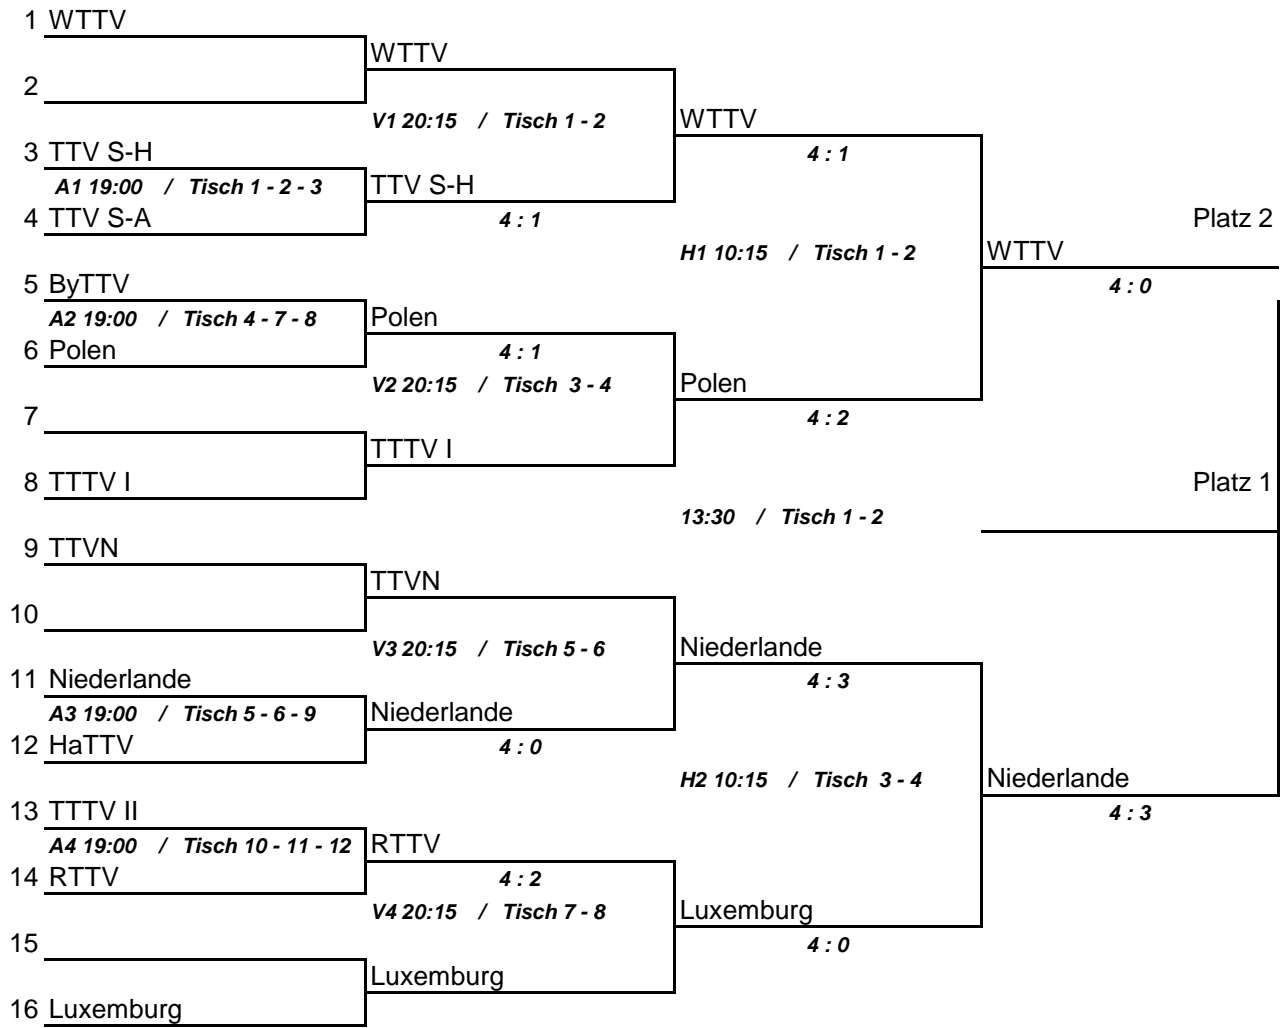 1 WTTV
WTTV
2
V1 20:15 / Tisch 1 - 2
WTTV
3 TTV S-H
4 : 1
A1 19:00 / Tisch 1 - 2 - 3
TTV S-H
4 TTV S-A
4 : 1
Platz 2
H1 10:15 / Tisch 1 - 2
WTTV
5 ByTTV
4 : 0
A2 19:00 / Tisch 4 - 7 - 8
Polen
6 Polen
4 : 1
V2 20:15 / Tisch 3 - 4
Polen
7
4 : 2
TTTV I
8 TTTV I
Platz 1
13:30 / Tisch 1 - 2
9 TTVN
TTVN
10
V3 20:15 / Tisch 5 - 6
Niederlande
11 Niederlande
4 : 3
A3 19:00 / Tisch 5 - 6 - 9
Niederlande
12 HaTTV
4 : 0
H2 10:15 / Tisch 3 - 4
Niederlande
13 TTTV II
4 : 3
A4 19:00 / Tisch 10 - 11 - 12
RTTV
14 RTTV
4 : 2
V4 20:15 / Tisch 7 - 8
Luxemburg
15
4 : 0
Luxemburg
16 Luxemburg